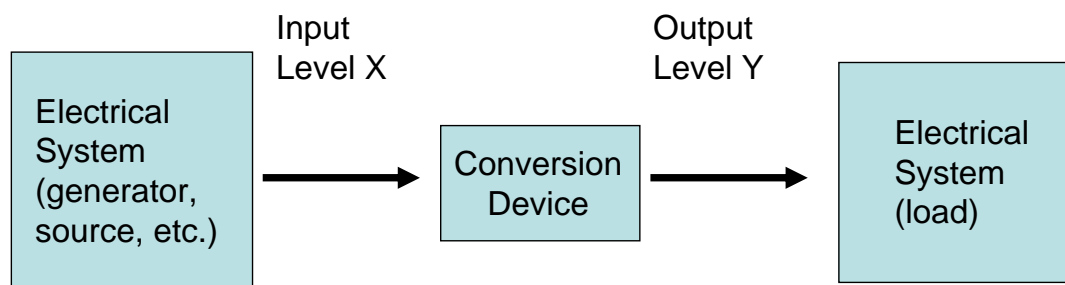 Input
Level X
Output
Level Y
Electrical
System
(generator,
source, etc.)
Conversion
Device
Electrical
System
(load)